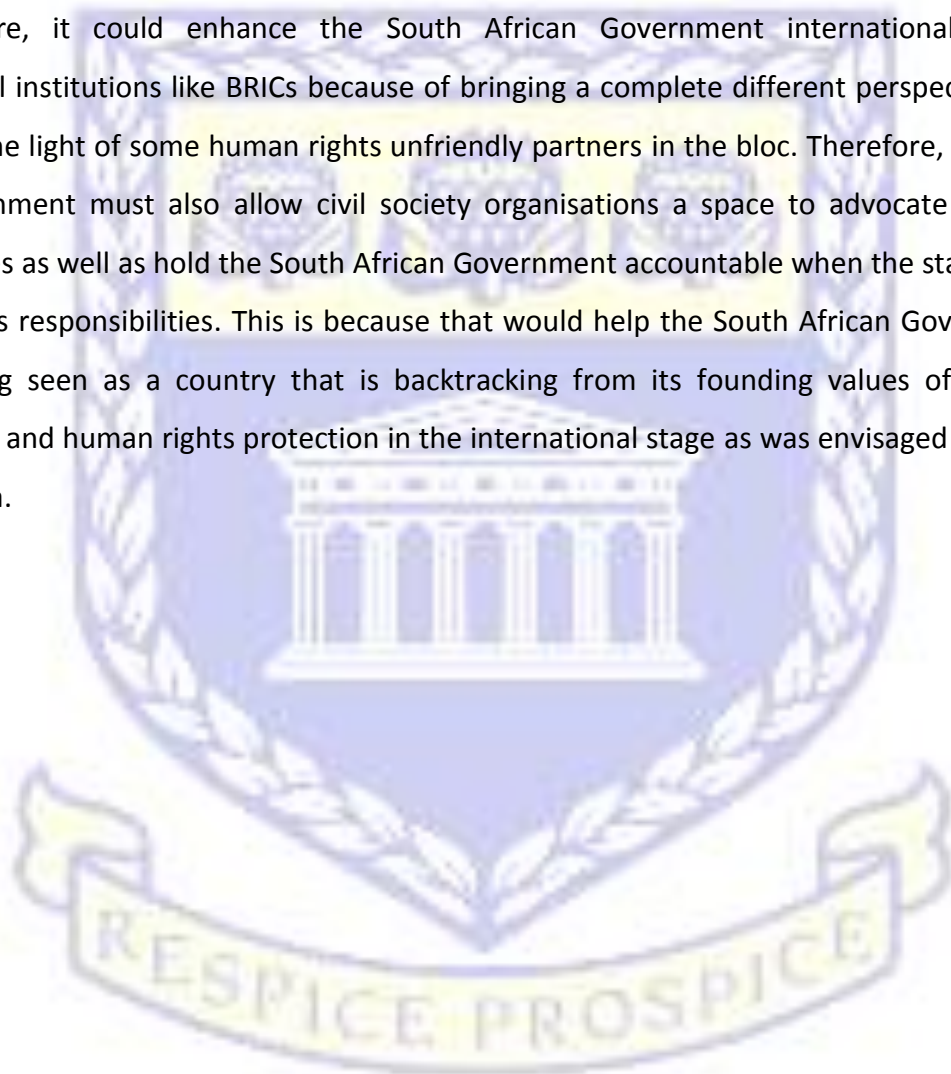 re, it could enhance the South African Government international
l institutions like BRICs because of bringing a complete different perspec
ne light of some human rights unfriendly partners in the bloc. Therefore,
nment must also allow civil society organisations a space to advocate
s as well as hold the South African Government accountable when the sta
s responsibilities. This is because that would help the South African Gov
g seen as a country that is backtracking from its founding values of
and human rights protection in the international stage as was envisaged
n.
RESPICE PROSPICE